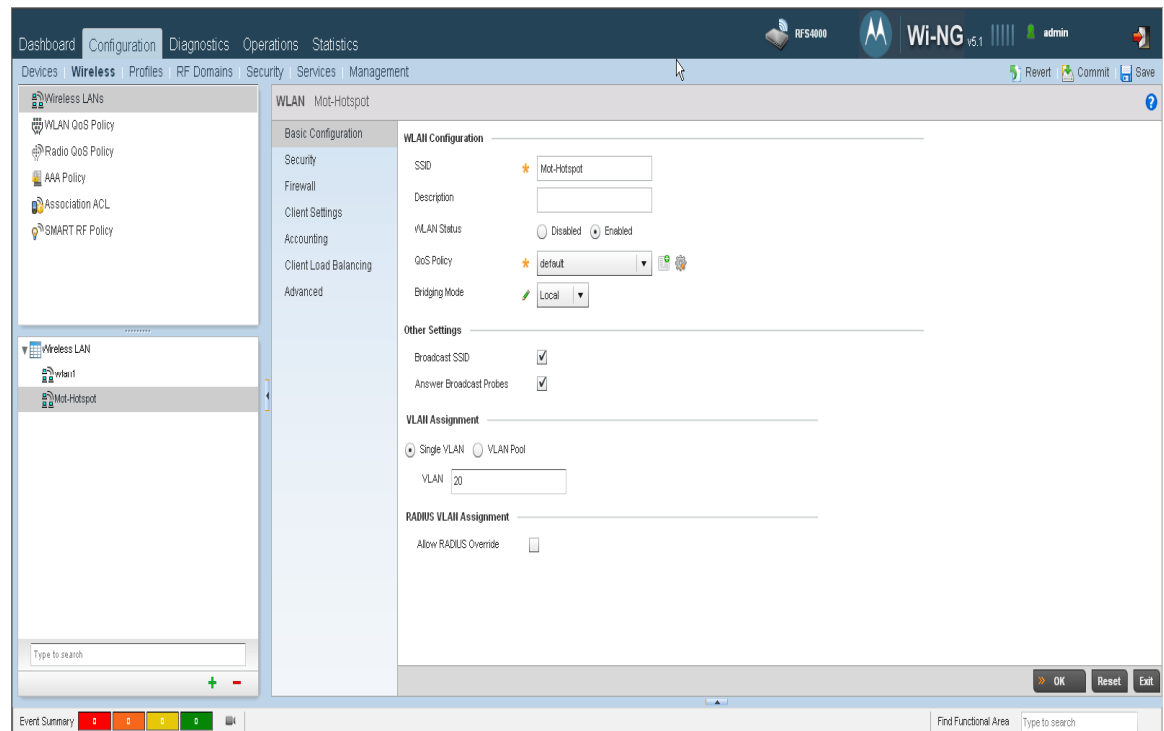 Dashboard Configuration Diagnostics Operations Statistics
RFS4000
Wi-NG v5.1
admin
Devices Wireless Profiles RF Domains Security Services Management
Revert Commit Save
Wireless LANs
WLAN QoS Policy
Radio QoS Policy
AAA Policy
Association ACL
SMART RF Policy
Wireless LAN
wlan1
Mot-Hotspot
Type to search
WLAN Mot-Hotspot
Basic Configuration
Security
Firewall
Client Settings
Accounting
Client Load Balancing
Advanced
WLAN Configuration
SSID * Mot-Hotspot
Description
WLAN Status Disabled Enabled
QoS Policy * default
Bridging Mode Local
Other Settings
Broadcast SSID
Answer Broadcast Probes
VLAN Assignment
Single VLAN VLAN Pool
VLAN 20
RADIUS VLAN Assignment
Allow RADIUS Override
» OK Reset Exit
Event Summary 0 0 0 0
Find Functional Area Type to search